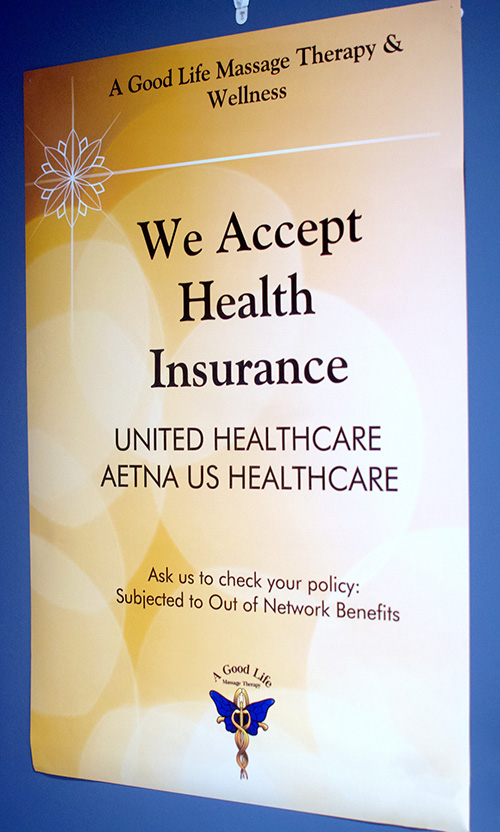 A Good Life Massage Therapy &
Wellness
We Accept
Health
Insurance
UNITED HEALTHCARE
AETNA US HEALTHCARE
Ask us to check your policy:
Subjected to Out of Network Benefits
A Good Life
Massage Therapy